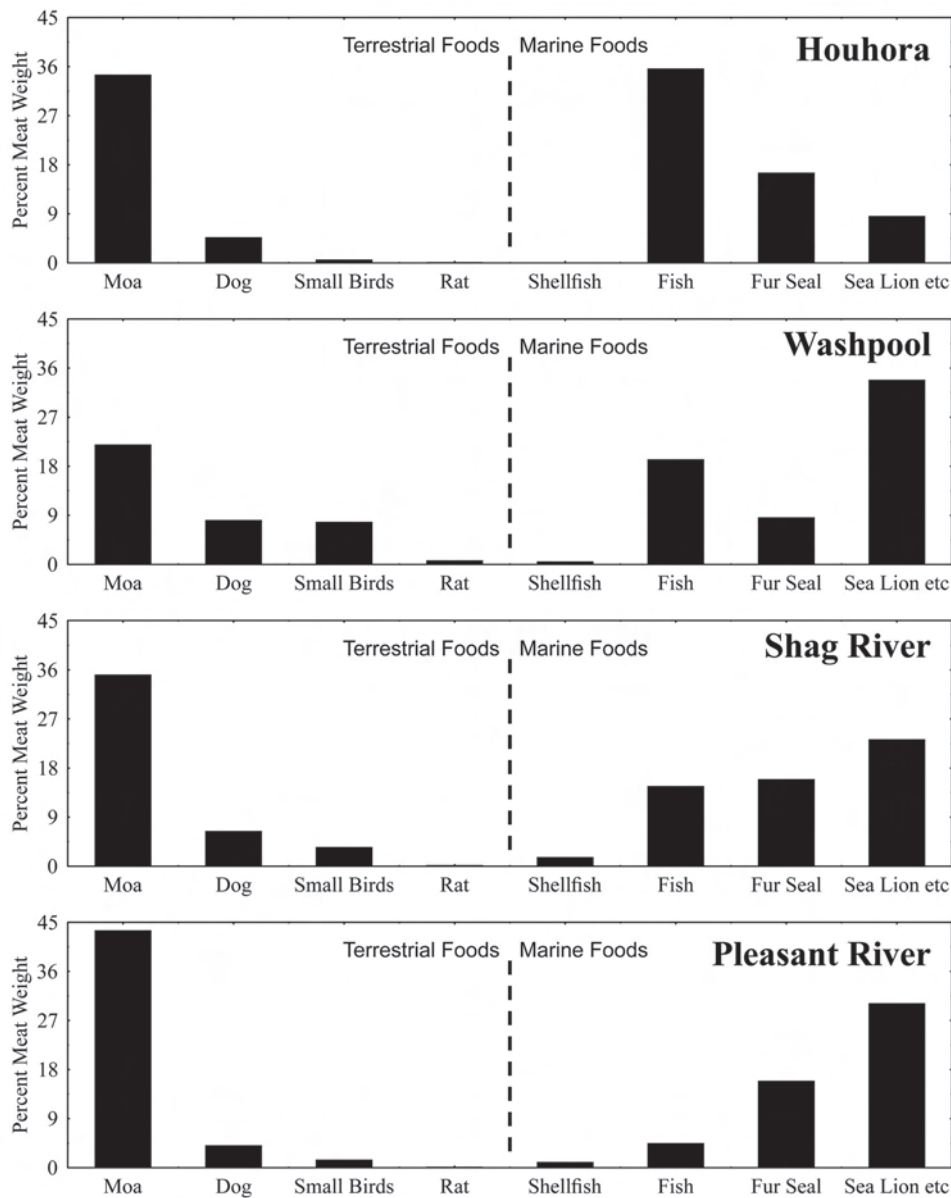 45
Terrestrial Foods Marine Foods Houhora
36
27
18
9
0
Percent Meat Weight
Moa Dog Small Birds Rat Shellfish Fish Fur Seal Sea Lion etc
45
Terrestrial Foods Marine Foods Washpool
36
27
18
9
0
Percent Meat Weight
Moa Dog Small Birds Rat Shellfish Fish Fur Seal Sea Lion etc
45
Terrestrial Foods Marine Foods Shag River
36
27
18
9
0
Percent Meat Weight
Moa Dog Small Birds Rat Shellfish Fish Fur Seal Sea Lion etc
45
Terrestrial Foods Marine Foods Pleasant River
36
27
18
9
0
Percent Meat Weight
Moa Dog Small Birds Rat Shellfish Fish Fur Seal Sea Lion etc